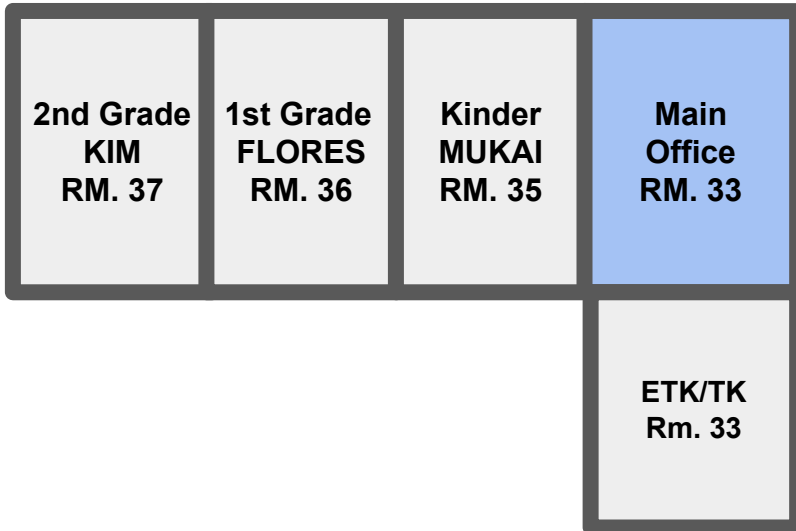 2nd Grade
KIM
RM. 37
1st Grade
FLORES
RM. 36
Kinder
MUKAI
RM. 35
Main
Office
RM. 33
ETK/TK
Rm. 33